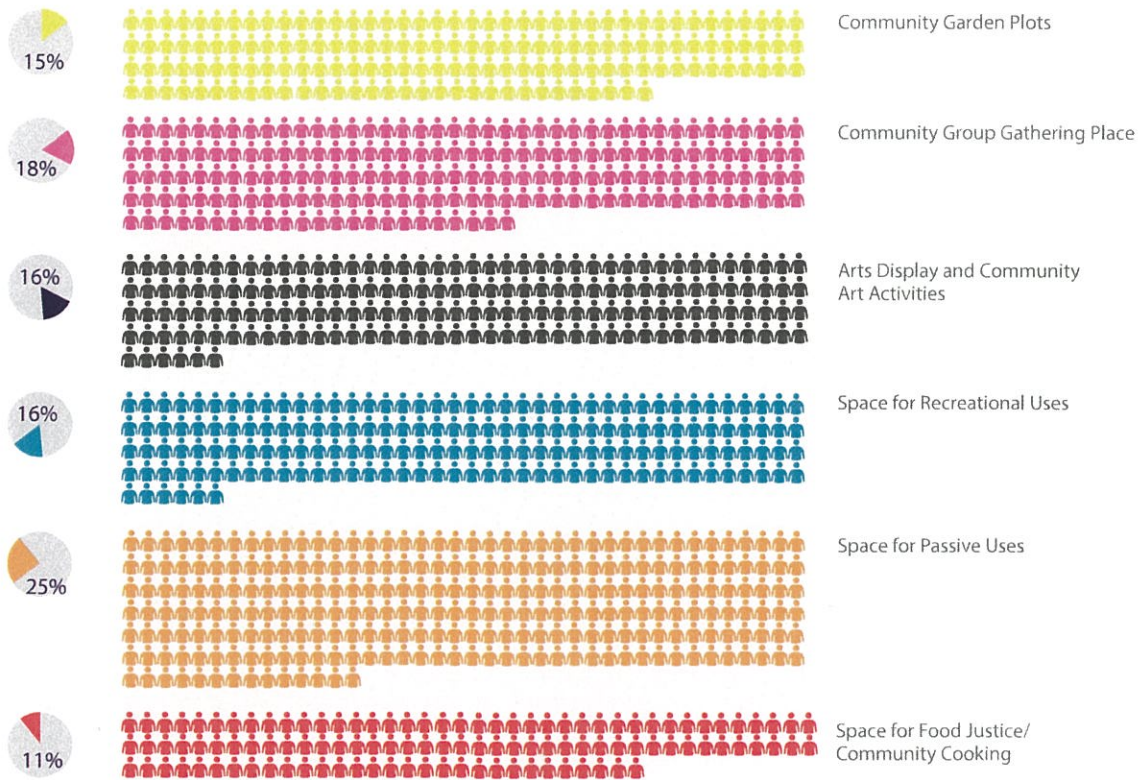 15%
Community Garden Plots
18%
Community Group Gathering Place
16%
Arts Display and Community
Art Activities
16%
Space for Recreational Uses
25%
Space for Passive Uses
11%
Space for Food Justice/
Community Cooking